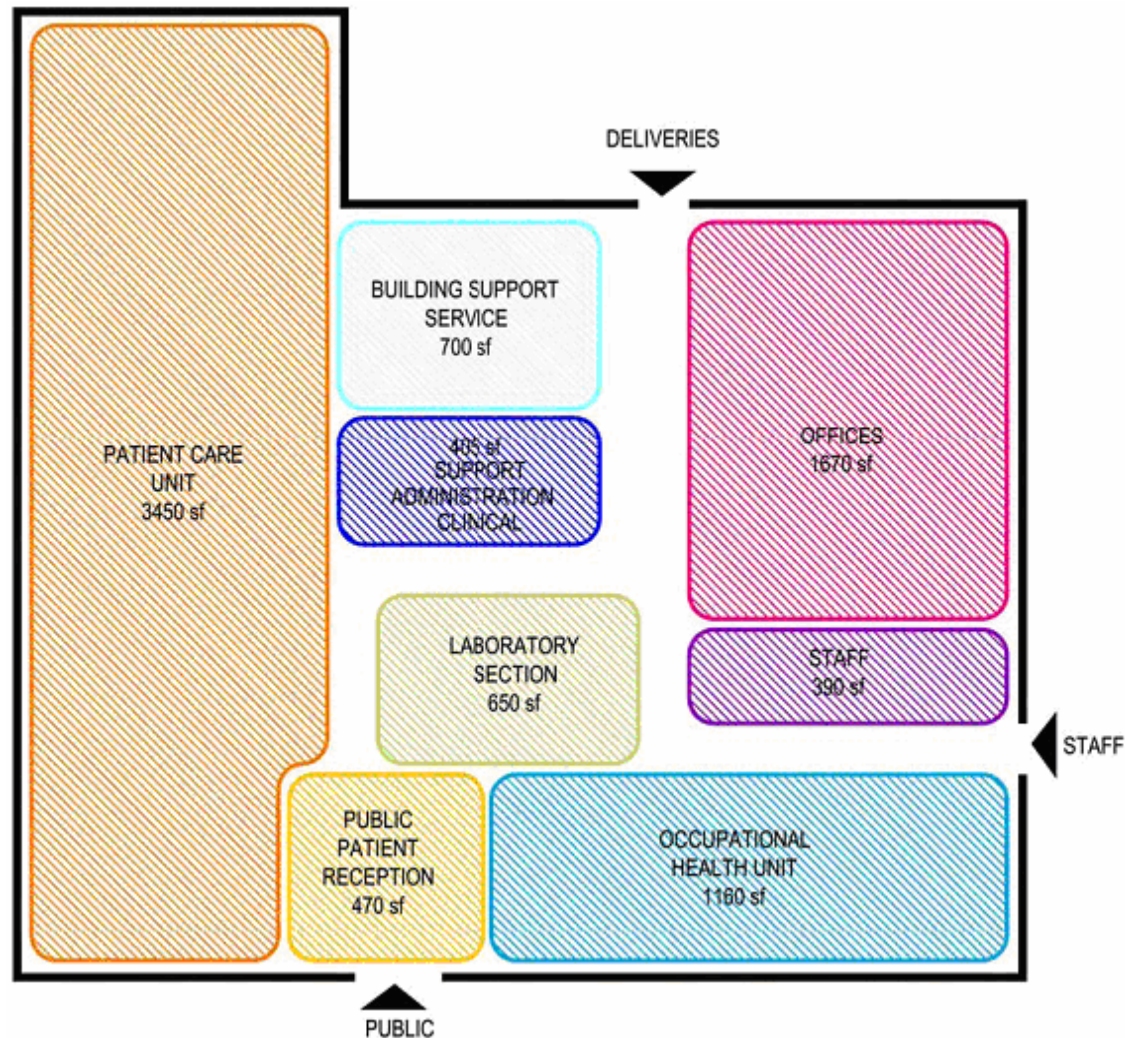 DELIVERIES
BUILDING SUPPORT
SERVICE
700 sf
405 sf
SUPPORT
ADMINISTRATION
CLINICAL
OFFICES
1670 sf
PATIENT CARE
UNIT
3450 sf
LABORATORY
SECTION
650 sf
STAFF
390 sf
STAFF
PUBLIC
PATIENT
RECEPTION
470 sf
OCCUPATIONAL
HEALTH UNIT
1160 sf
PUBLIC